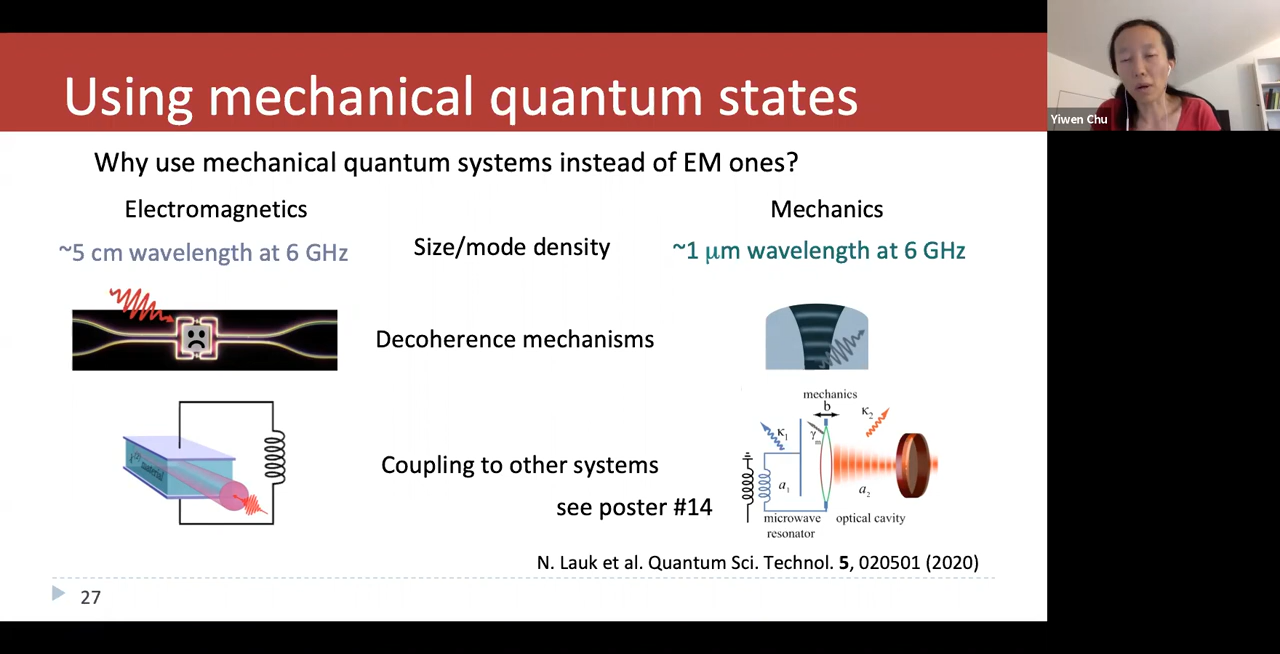 Using mechanical quantum states
Yiwen Chu
Why use mechanical quantum systems instead of EM ones?
Electromagnetics
Mechanics
~5 cm wavelength at 6 GHz
Size/mode density
~1 μm wavelength at 6 GHz
Decoherence mechanisms
χ(2) material
mechanics
b
κ1
γm
κ2
Coupling to other systems
a1
a2
see poster #14
microwave
resonator
optical cavity
N. Lauk et al. Quantum Sci. Technol. 5, 020501 (2020)
27